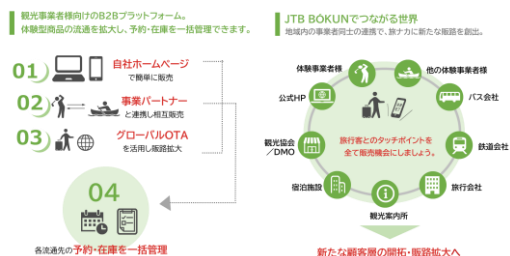 観光事業者様向けのB2Bプラットフォーム。
体験型商品の流通を拡大し、予約・在庫を一括管理できます。
01
自社ホームページ
で簡単に販売
02
事業パートナー
と連携し相互販売
03
グローバルOTA
を活用し販路拡大
04
各流通先の予約・在庫を一括管理
JTB BÓKUNでつながる世界
地域内の事業者同士の連携で、旅ナカに新たな販路を創出。
体験事業者様
他の体験事業者様
公式HP
バス会社
観光協会
/DMO
鉄道会社
宿泊施設
旅行会社
観光案内所
旅行客とのタッチポイントを
全て販売機会にしましょう。
新たな顧客層の開拓・販路拡大へ